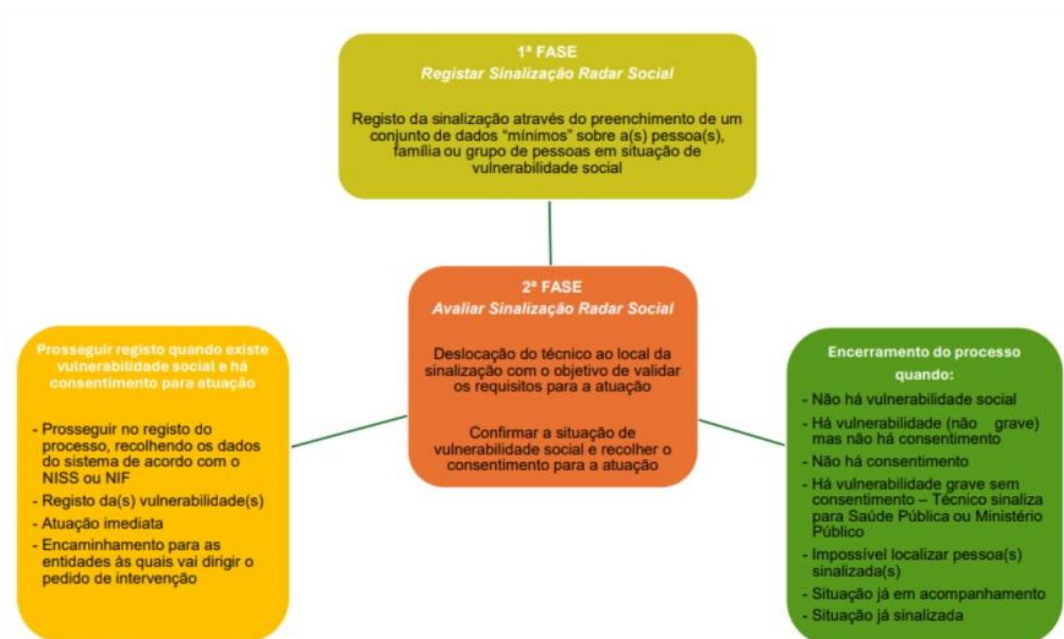 1ª FASE
Registar Sinalização Radar Social
Registo da sinalização através do preenchimento de um
conjunto de dados “mínimos” sobre a(s) pessoa(s),
família ou grupo de pessoas em situação de
vulnerabilidade social
2ª FASE
Avaliar Sinalização Radar Social
Deslocação do técnico ao local da
sinalização com o objetivo de validar
os requisitos para a atuação
Confirmar a situação de
vulnerabilidade social e recolher o
consentimento para a atuação
Prosseguir registo quando existe
vulnerabilidade social e há
consentimento para atuação
- Prosseguir no registo do
processo, recolhendo os dados
do sistema de acordo com o
NISS ou NIF
- Registo da(s) vulnerabilidade(s)
- Atuação imediata
- Encaminhamento para as
entidades às quais vai dirigir o
pedido de intervenção
Encerramento do processo
quando:
- Não há vulnerabilidade social
- Há vulnerabilidade (não grave)
mas não há consentimento
- Não há consentimento
- Há vulnerabilidade grave sem
consentimento – Técnico sinaliza
para Saúde Pública ou Ministério
Público
- Impossível localizar pessoa(s)
sinalizada(s)
- Situação já em acompanhamento
- Situação já sinalizada